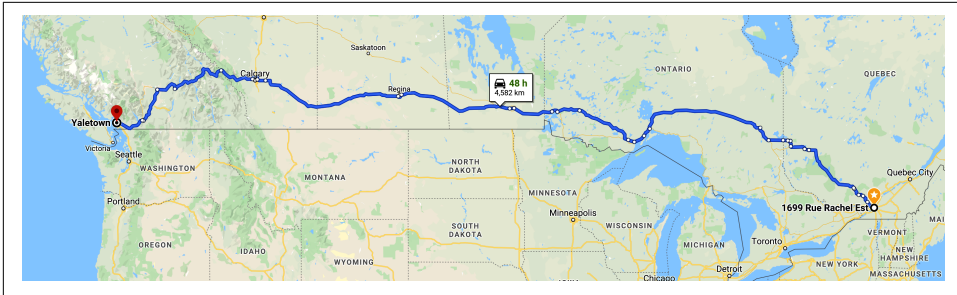 Saskatoon
ONTARIO
QUEBEC
Calgary
48 h
4,582 km
Regina
Yaletown
Victoria
Seattle
WASHINGTON
MONTANA
NORTH
DAKOTA
Quebec City
Portland
MINNESOTA
1699 Rue Rachel Est
Minneapolis
WISCONSIN
SOUTH
DAKOTA
MAI
VERMONT
OREGON
IDAHO
WYOMING
MICHIGAN
Toronto
NEW
HAMPSHIRE
Detroit
NEW YORK
MASSACHUSETTS
Chicago